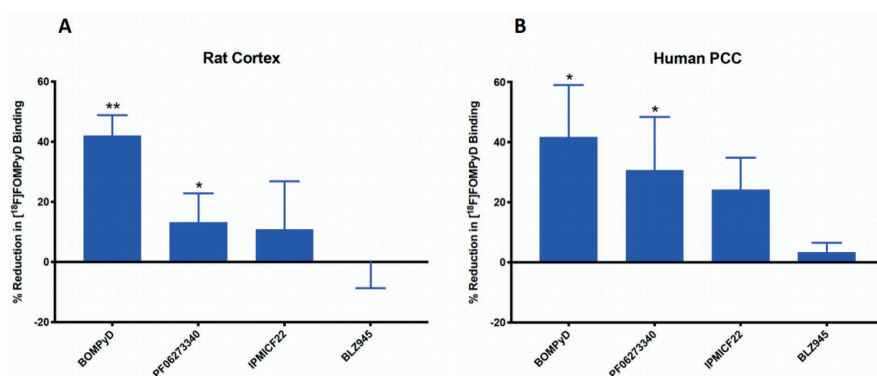 A
Rat Cortex
% Reduction in [¹⁸F]FOMPyD Binding
60
40
20
0
-20
**
*
BOMPyD
PF06273340
IPMICF22
BLZ945
B
Human PCC
% Reduction in [¹⁸F]FOMPyD Binding
60
40
20
0
-20
*
*
BOMPyD
PF06273340
IPMICF22
BLZ945